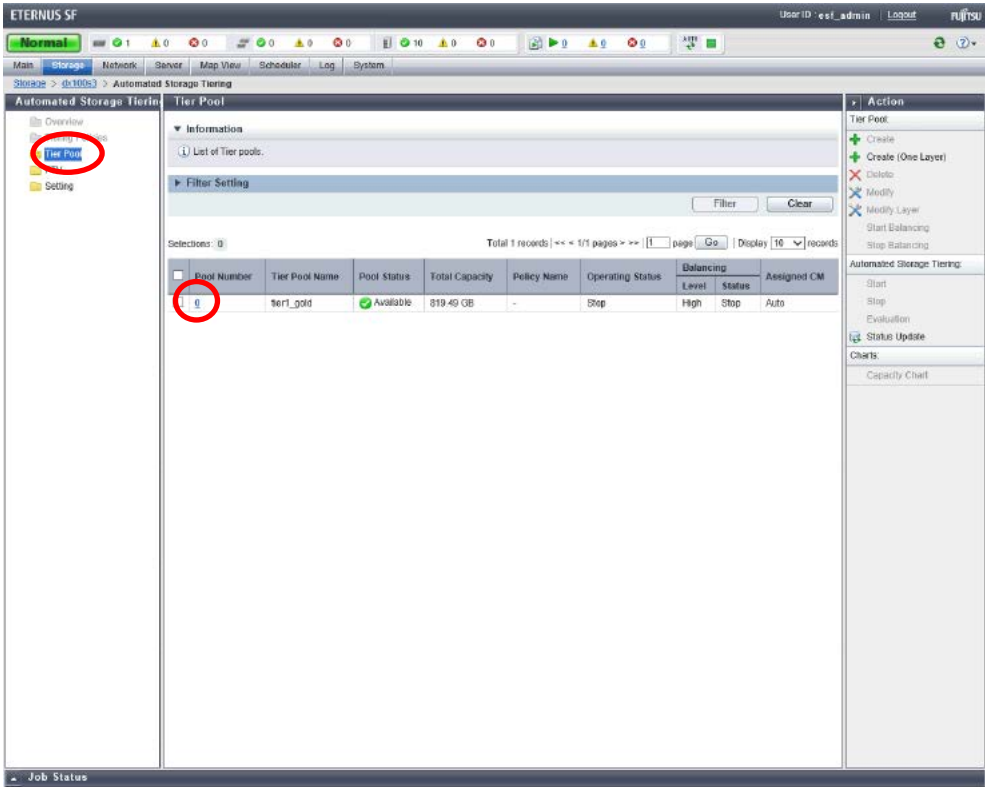 ETERNUS SF
User ID : esf_admin | Logout FUJITSU
Normal 1 0 0 0 0 0 10 0 0 0 0 0
Main Storage Network Server Map View Scheduler Log System
Storage > dx100s3 > Automated Storage Tiering
Automated Storage Tierin
Overview
Tier Pool
Setting
Tier Pool
Information
List of Tier pools.
Filter Setting
Filter Clear
Selections: 0 Total 1 records | << < 1/1 pages > >> | 1 page Go | Display 10 records
Pool Number Tier Pool Name Pool Status Total Capacity Policy Name Operating Status Balancing Level Status Assigned CM
0 tier1_gold Available 819.49 GB - Stop High Stop Auto
Action
Tier Pool:
Create
Create (One Layer)
Delete
Modify
Modify Layer
Start Balancing
Stop Balancing
Automated Storage Tiering:
Start
Stop
Evaluation
Status Update
Charts:
Capacity Chart
Job Status